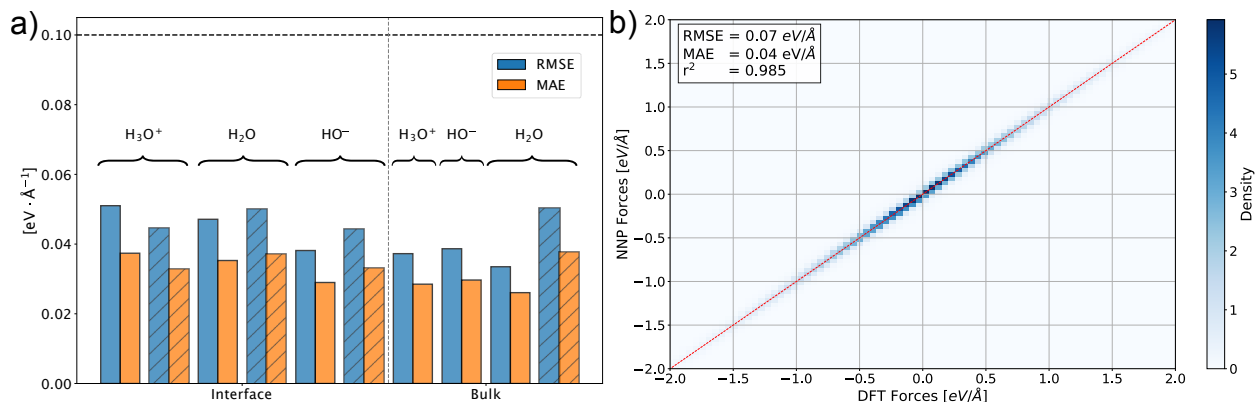 a)
[eV · Å⁻¹]
0.10
0.08
0.06
0.04
0.02
0.00
RMSE
MAE
H₃O⁺ H₂O HO⁻ H₃O⁺ HO⁻ H₂O
Interface Bulk
b)
RMSE = 0.07 eV/Å
MAE = 0.04 eV/Å
r² = 0.985
NNP Forces [eV/Å]
2.0
1.5
1.0
0.5
0.0
−0.5
−1.0
−1.5
−2.0
−2.0 −1.5 −1.0 −0.5 0.0 0.5 1.0 1.5 2.0
DFT Forces [eV/Å]
5
4
3
2
1
0
Density